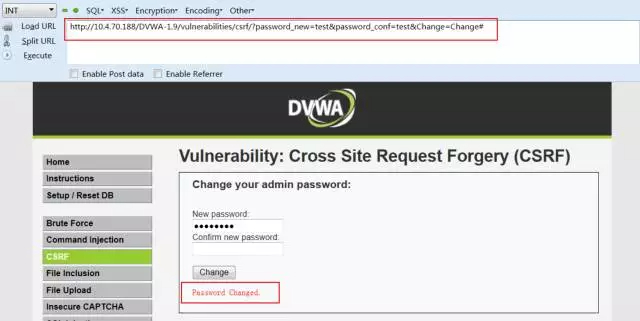 INT SQL- XSS- Encryption- Encoding- Other-
Load URL http://10.4.70.188/DVWA-1.9/vulnerabilities/csrf/?password_new=test&password_conf=test&Change=Change#
Split URL
Execute
Enable Post data Enable Referrer
DVWA
Vulnerability: Cross Site Request Forgery (CSRF)
Home
Instructions
Setup / Reset DB
Brute Force
Command Injection
CSRF
File Inclusion
File Upload
Insecure CAPTCHA
Change your admin password:
New password:
••••••••
Confirm new password:
Change
Password Changed.